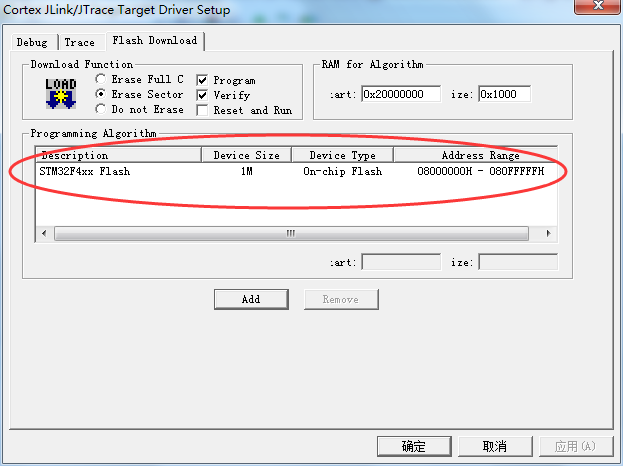 Cortex JLink/JTrace Target Driver Setup
Debug Trace Flash Download
Download Function
LOAD
Erase Full C Program
Erase Sector Verify
Do not Erase Reset and Run
RAM for Algorithm
:art: 0x20000000 ize: 0x1000
Programming Algorithm
Description Device Size Device Type Address Range
STM32F4xx Flash 1M On-chip Flash 08000000H - 080FFFFFH
:art: ize:
Add Remove
确定 取消 应用(A)